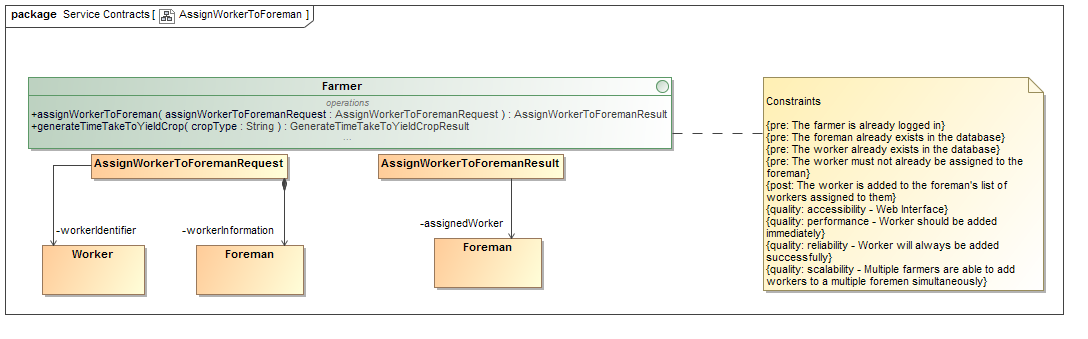 package Service Contracts [ AssignWorkerToForeman ]
Farmer
operations
+assignWorkerToForeman( assignWorkerToForemanRequest : AssignWorkerToForemanRequest ) : AssignWorkerToForemanResult
+generateTimeTakeToYieldCrop( cropType : String ) : GenerateTimeTakeToYieldCropResult
...
AssignWorkerToForemanRequest
AssignWorkerToForemanResult
-workerIdentifier
-workerInformation
-assignedWorker
Worker
Foreman
Foreman
Constraints
{pre: The farmer is already logged in}
{pre: The foreman already exists in the database}
{pre: The worker already exists in the database}
{pre: The worker must not already be assigned to the
foreman}
{post: The worker is added to the foreman's list of
workers assigned to them}
{quality: accessibility - Web Interface}
{quality: performance - Worker should be added
immediately}
{quality: reliability - Worker will always be added
successfully}
{quality: scalability - Multiple farmers are able to add
workers to a multiple foremen simultaneously}